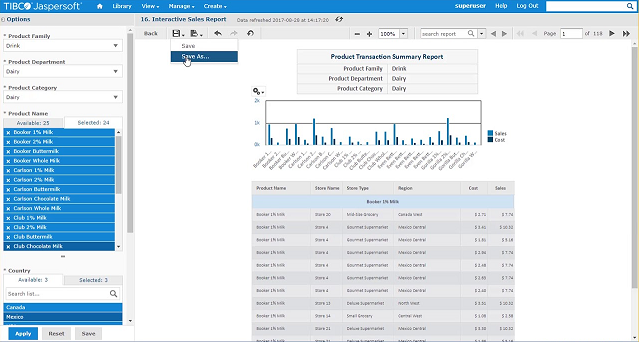 TIBCO Jaspersoft
Library
View
Manage
Create
superuser
Help
Log Out
Options
16. Interactive Sales Report
Data refreshed 2017-08-28 at 14:17:20
Back
Save
Save As...
100%
search report
Page 1 of 118
* Product Family
Drink
* Product Department
Dairy
* Product Category
Dairy
* Product Name
Available: 25 Selected: 24
Booker 1% Milk
Booker 2% Milk
Booker Buttermilk
Booker Whole Milk
Carlson 1% Milk
Carlson 2% Milk
Carlson Buttermilk
Carlson Chocolate Milk
Carlson Whole Milk
Club 1% Milk
Club 2% Milk
Club Buttermilk
Club Chocolate Milk
* Country
Available: 3 Selected: 3
Search list...
Canada
Mexico
Apply Reset Save
Product Transaction Summary Report
Product Family Drink
Product Department Dairy
Product Category Dairy
2k
1k
0k
Sales
Cost
Product Name Store Name Store Type Region Cost Sales
Booker 1% Milk
Booker 1% Milk Store 20 Mid-Size Grocery Canada West $ 2.71 $ 7.74
Booker 1% Milk Store 4 Gourmet Supermarket Mexico Central $ 3.61 $ 10.32
Booker 1% Milk Store 4 Gourmet Supermarket Mexico Central $ 1.81 $ 5.16
Booker 1% Milk Store 4 Gourmet Supermarket Mexico Central $ 2.94 $ 7.74
Booker 1% Milk Store 4 Gourmet Supermarket Mexico Central $ 2.48 $ 7.74
Booker 1% Milk Store 4 Gourmet Supermarket Mexico Central $ 2.63 $ 7.74
Booker 1% Milk Store 4 Gourmet Supermarket Mexico Central $ 2.40 $ 7.74
Booker 1% Milk Store 13 Deluxe Supermarket North West $ 3.51 $ 10.32
Booker 1% Milk Store 14 Small Grocery Central West $ 1.08 $ 2.58
Booker 1% Milk Store 21 Deluxe Supermarket Mexico Central $ 3.30 $ 10.32
Booker 1% Milk Store 21 Deluxe Supermarket Mexico Central